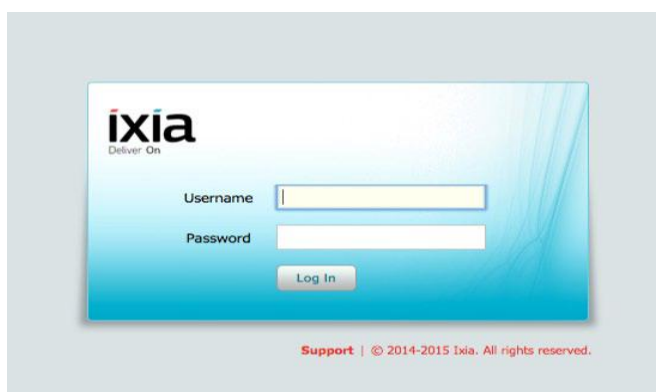 ixia
Deliver On
Username
Password
Log In
Support | © 2014-2015 Ixia. All rights reserved.